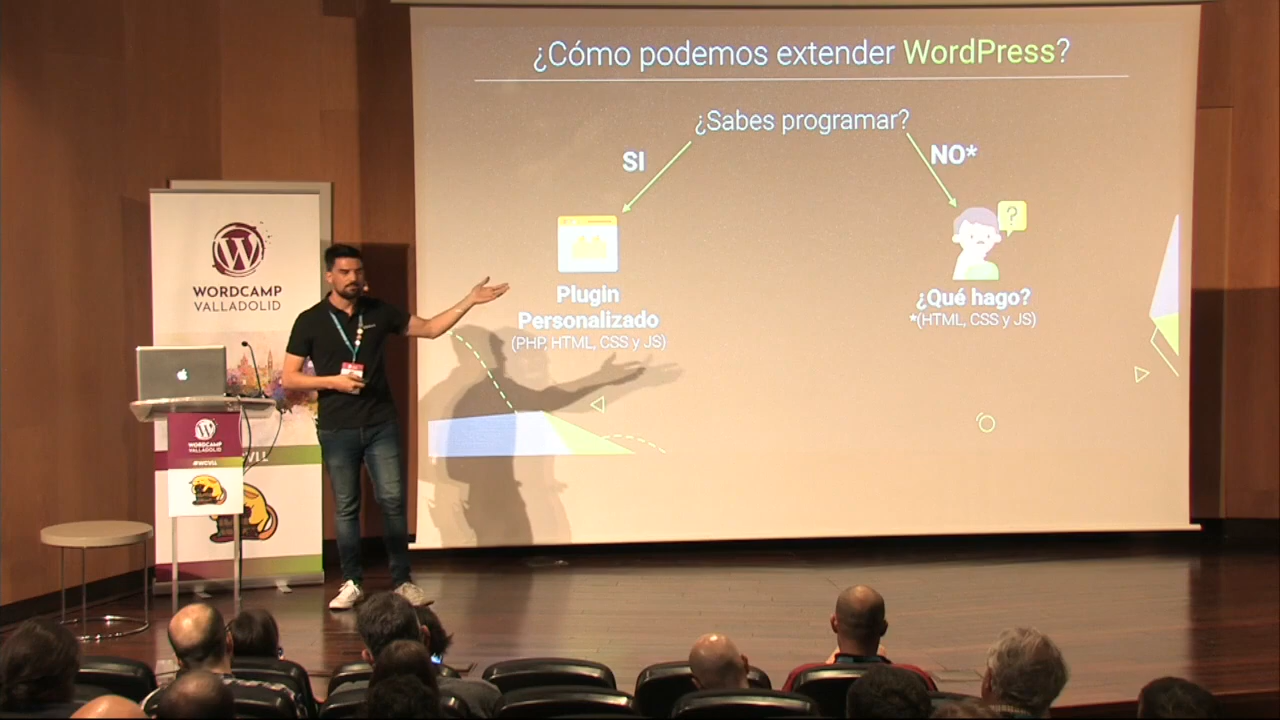 ¿Cómo podemos extender WordPress?
¿Sabes programar?
SI
NO*
?
Plugin
Personalizado
(PHP, HTML, CSS y JS)
¿Qué hago?
*(HTML, CSS y JS)
W
WORDCAMP
VALLADOLID
W
WORDCAMP
VALLADOLID
#WCVLL